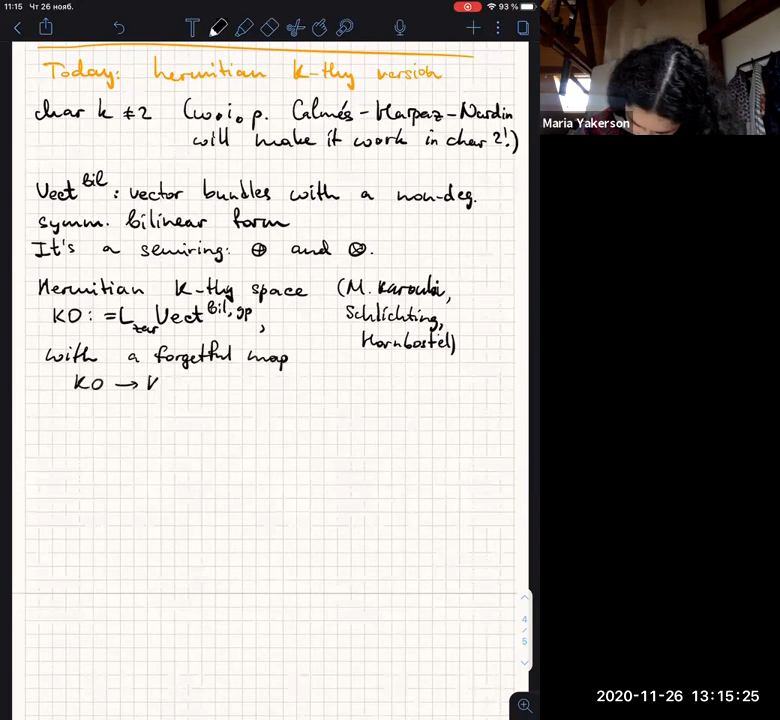 11:15 Чт 26 нояб.
93 %
Today: hermitian K-thy version
char k ≠ 2 (w.i.p. Calmés-Harpaz-Nardin
will make it work in char 2!)
Vect^bil : vector bundles with a non-deg.
symm. bilinear form
It's a semiring: ⊕ and ⊗.
Hermitian K-thy space (M. Karoubi,
KO := L_zar Vect^bil,gp, Schlichting,
Hornbostel)
with a forgetful map
KO → V
4
/
5
Maria Yakerson
2020-11-26 13:15:25